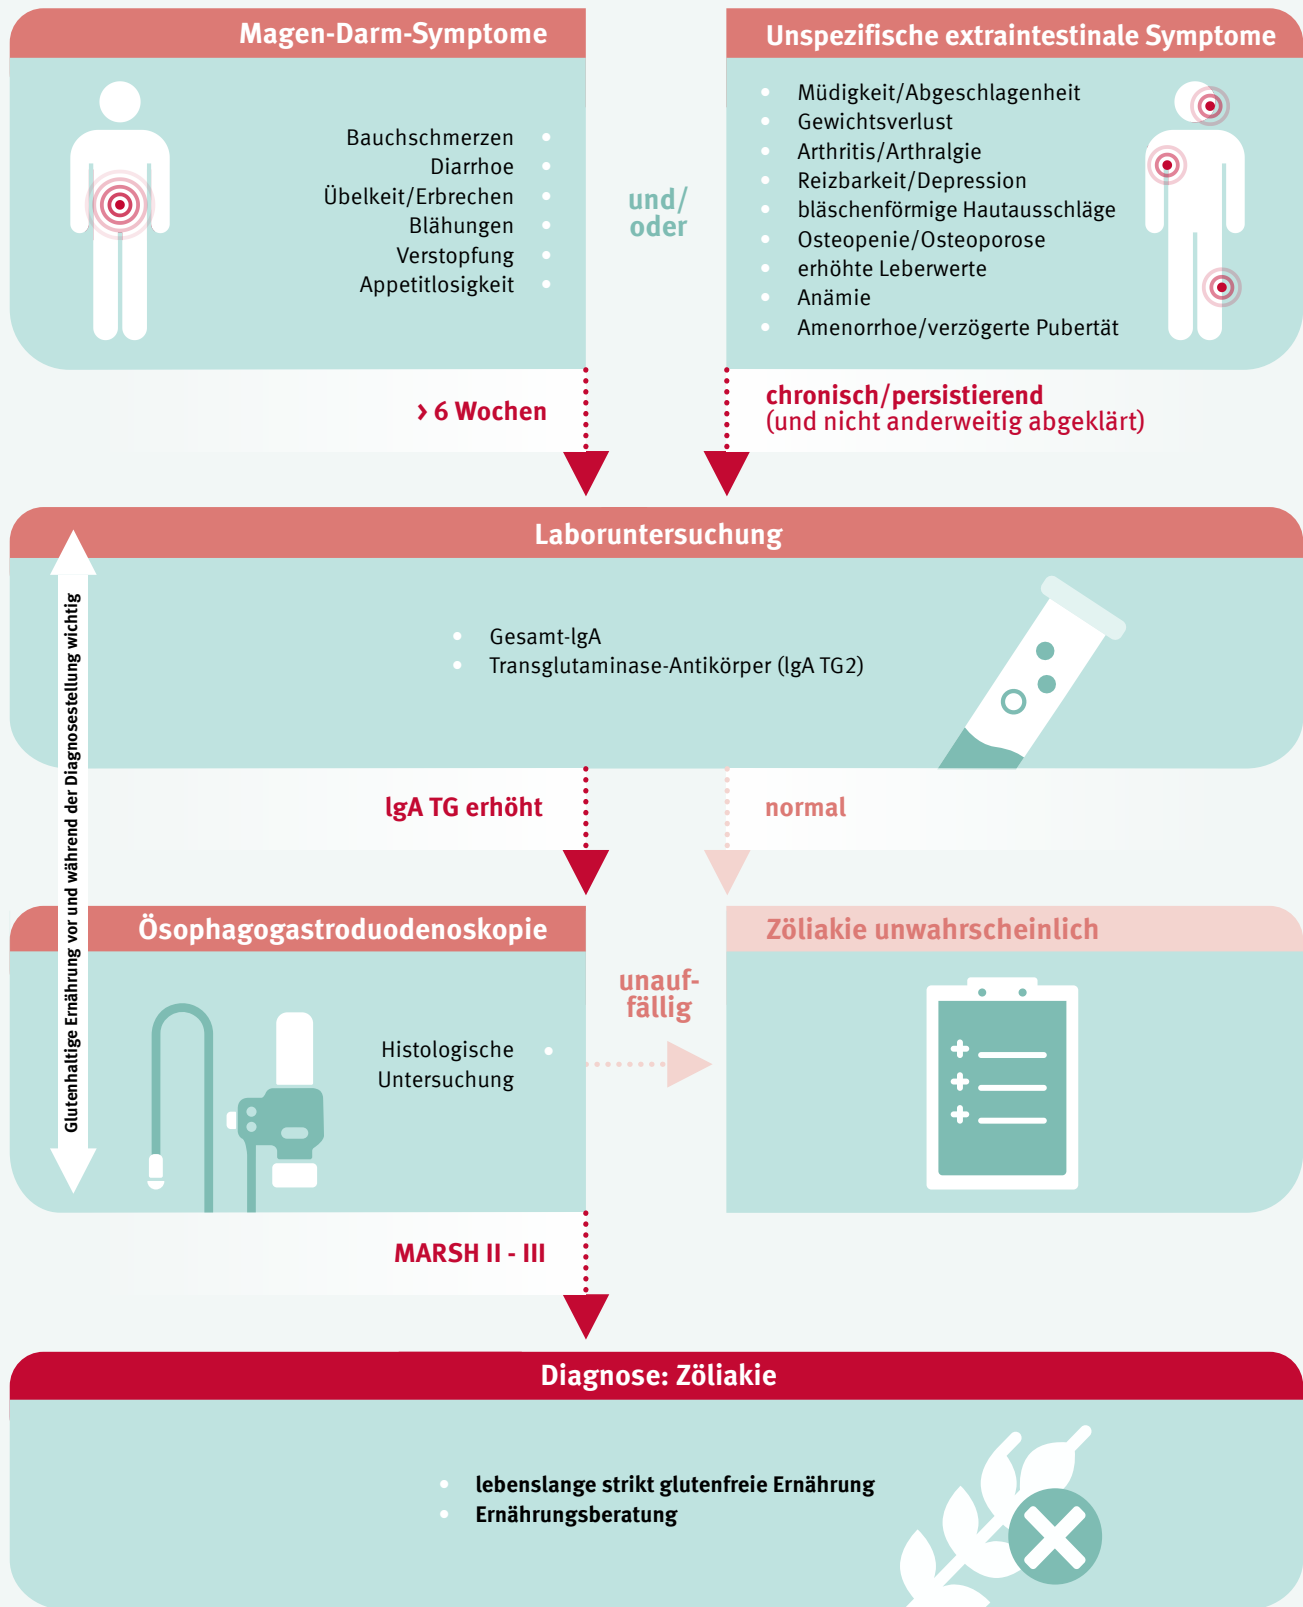 Magen-Darm-Symptome
Bauchschmerzen
Diarrhoe
Übelkeit/Erbrechen
Blähungen
Verstopfung
Appetitlosigkeit
und/
oder
Unspezifische extraintestinale Symptome
Müdigkeit/Abgeschlagenheit
Gewichtsverlust
Arthritis/Arthralgie
Reizbarkeit/Depression
bläschenförmige Hautausschläge
Osteopenie/Osteoporose
erhöhte Leberwerte
Anämie
Amenorrhoe/verzögerte Pubertät
> 6 Wochen
chronisch/persistierend
(und nicht anderweitig abgeklärt)
Laboruntersuchung
Glutenhaltige Ernährung vor und während der Diagnosestellung wichtig
Gesamt-lgA
Transglutaminase-Antikörper (lgA TG2)
lgA TG erhöht
normal
Ösophagogastroduodenoskopie
Histologische
Untersuchung
unauf-
fällig
Zöliakie unwahrscheinlich
MARSH II - III
Diagnose: Zöliakie
lebenslange strikt glutenfreie Ernährung
Ernährungsberatung